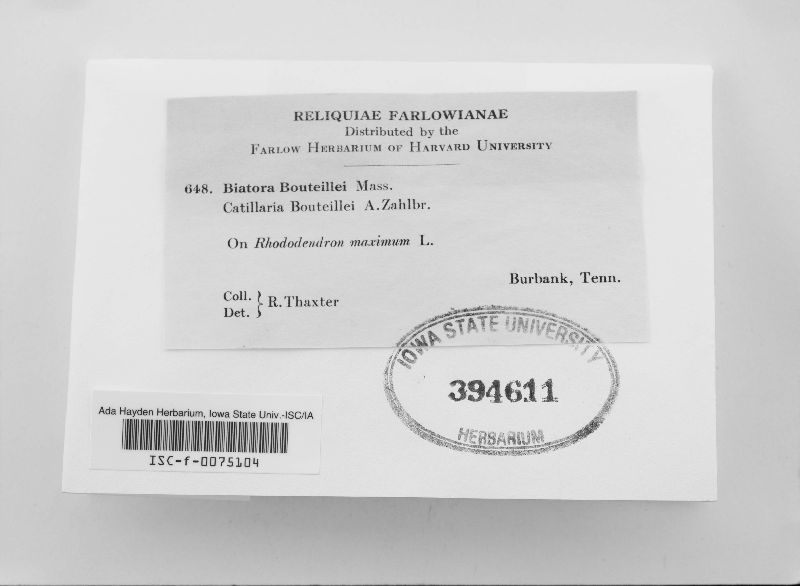 RELIQUIAE FARLOWIANAE
Distributed by the
FARLOW HERBARIUM OF HARVARD UNIVERSITY
648. Biatora Bouteillei Mass.
Catillaria Bouteillei A.Zahlbr.
On Rhododendron maximum L.
Burbank, Tenn.
Coll. } R.Thaxter
Det.
IOWA STATE UNIVERSITY
394611
HERBARIUM
Ada Hayden Herbarium, Iowa State Univ.-ISC/IA
ISC-f-0075104